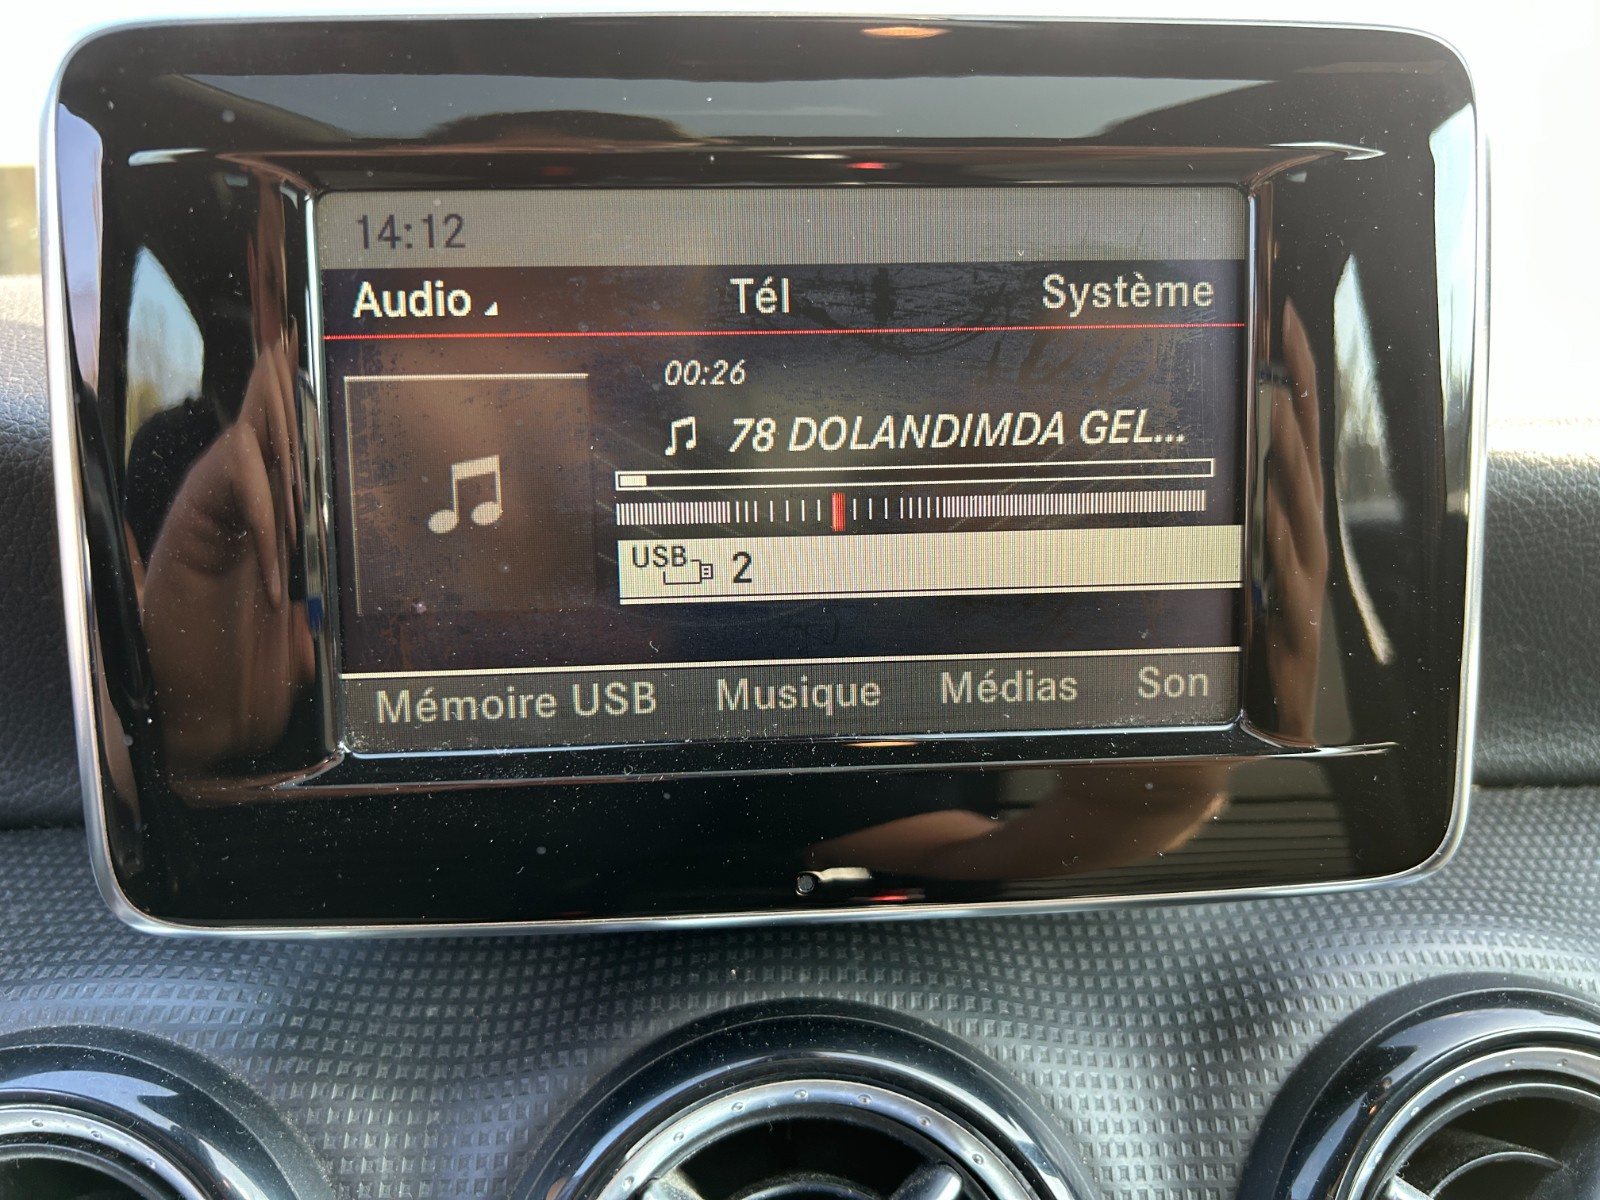 14:12
Audio Tél Système
00:26
78 DOLANDIMDA GEL...
USB 2
Mémoire USB Musique Médias Son